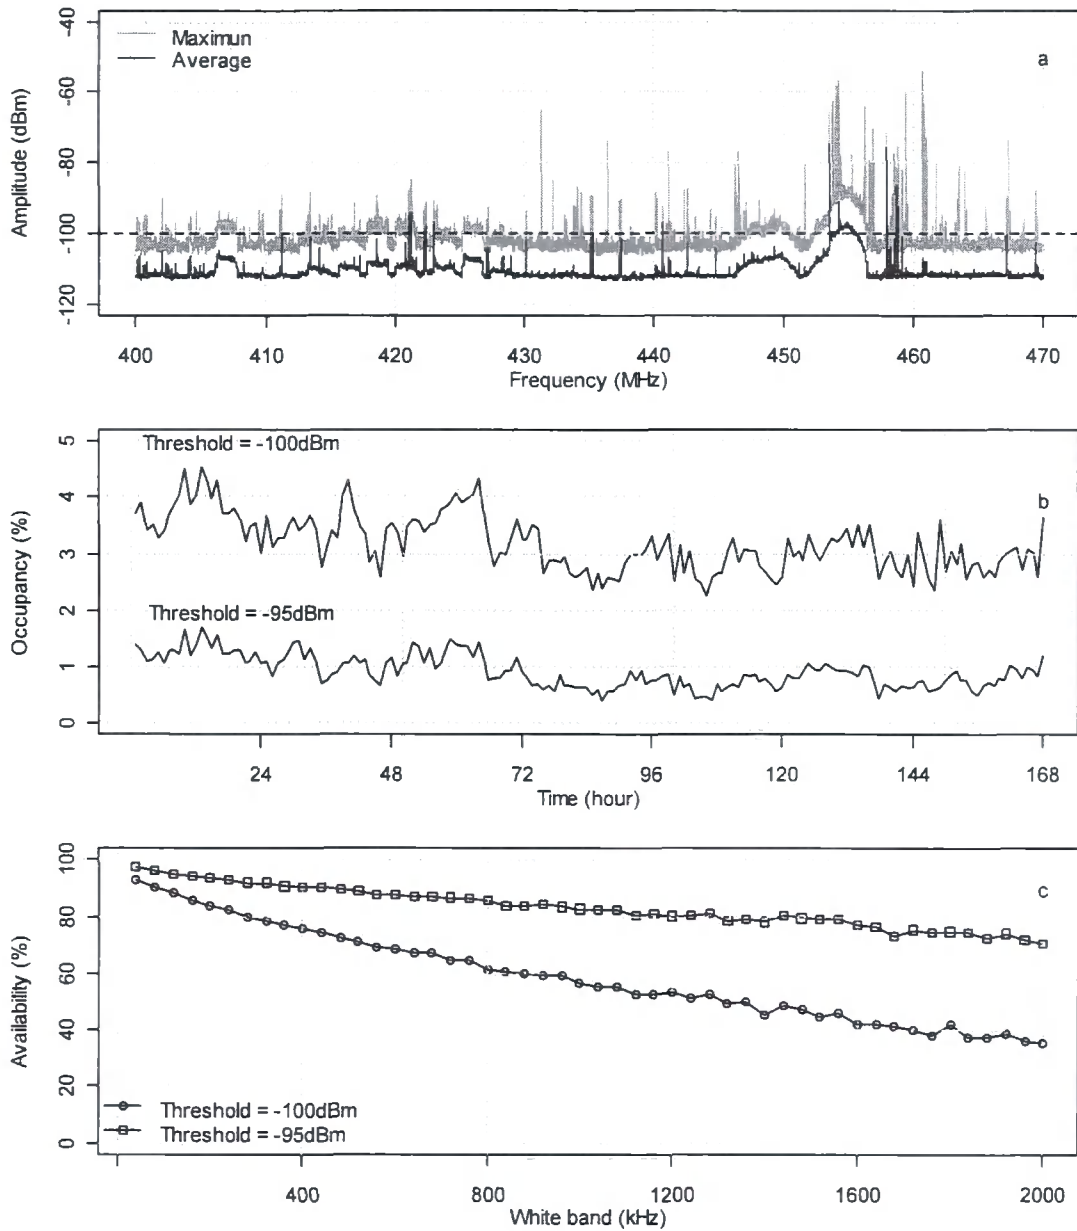 -40
-60
-80
-100
-120
Amplitude (dBm)
Maximun
Average
a
400 410 420 430 440 450 460 470
Frequency (MHz)
5
4
3
2
1
0
Occupancy (%)
Threshold = -100dBm
b
Threshold = -95dBm
24 48 72 96 120 144 168
Time (hour)
100
80
60
40
20
0
Availability (%)
c
Threshold = -100dBm
Threshold = -95dBm
400 800 1200 1600 2000
White band (kHz)